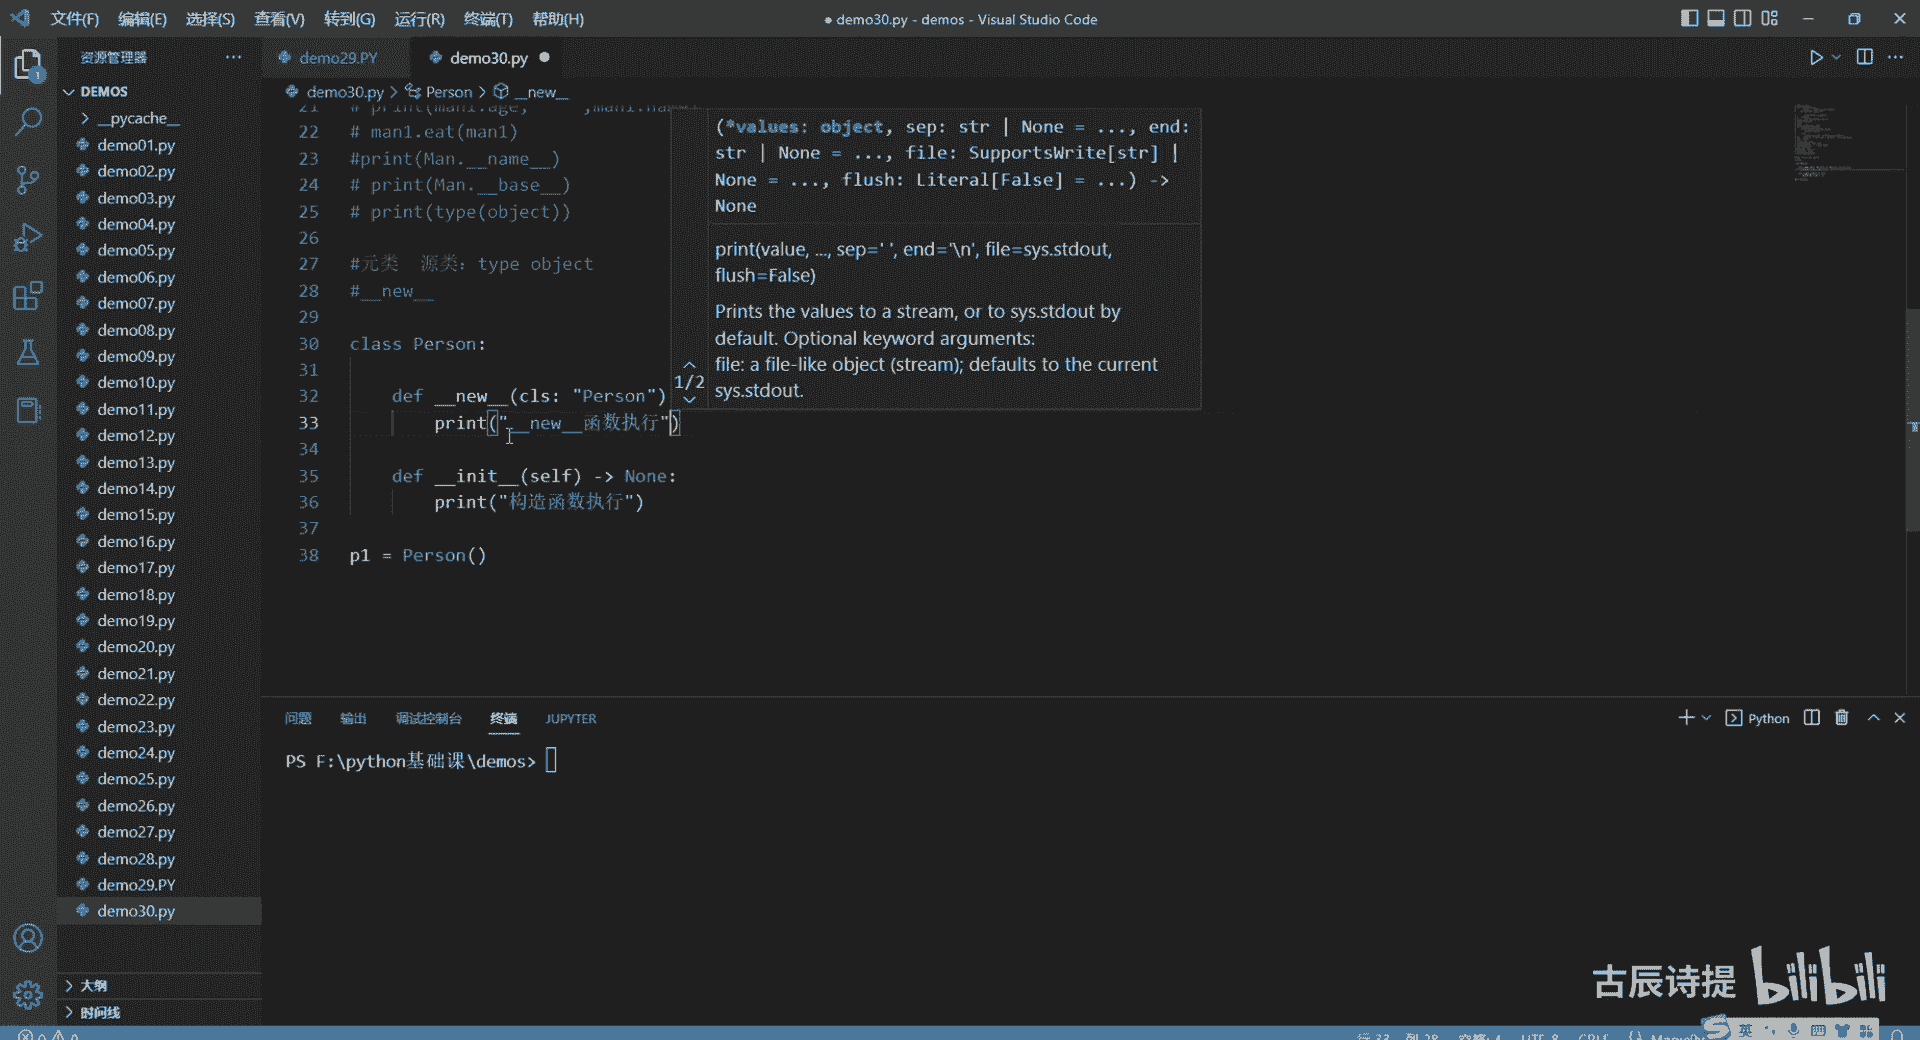 文件(F) 编辑(E) 选择(S) 查看(V) 转到(G) 运行(R) 终端(T) 帮助(H)
● demo30.py - demos - Visual Studio Code
资源管理器
demo29.PY
demo30.py
DEMOS
demo30.py > Person > __new__
__pycache__
demo01.py
demo02.py
demo03.py
demo04.py
demo05.py
demo06.py
demo07.py
demo08.py
demo09.py
demo10.py
demo11.py
demo12.py
demo13.py
demo14.py
demo15.py
demo16.py
demo17.py
demo18.py
demo19.py
demo20.py
demo21.py
demo22.py
demo23.py
demo24.py
demo25.py
demo26.py
demo27.py
demo28.py
demo29.PY
demo30.py
大纲
时间线
21 # print(man1.age,
22 # man1.eat(man1)
23 #print(Man.__name__)
24 # print(Man.__base__)
25 # print(type(object))
26
27 #元类 源类: type object
28 #__new__
29
30 class Person:
31
32 def __new__(cls: "Person")
33 print("__new__函数执行")
34
35 def __init__(self) -> None:
36 print("构造函数执行")
37
38 p1 = Person()
1/2
(*values: object, sep: str | None = ..., end:
str | None = ..., file: SupportsWrite[str] |
None = ..., flush: Literal[False] = ...) ->
None
print(value, ..., sep=' ', end='\n', file=sys.stdout,
flush=False)
Prints the values to a stream, or to sys.stdout by
default. Optional keyword arguments:
file: a file-like object (stream); defaults to the current
sys.stdout.
问题 输出 调试控制台 终端 JUPYTER
Python
PS F:\python基础课\demos>
古辰诗提 bilibili
英